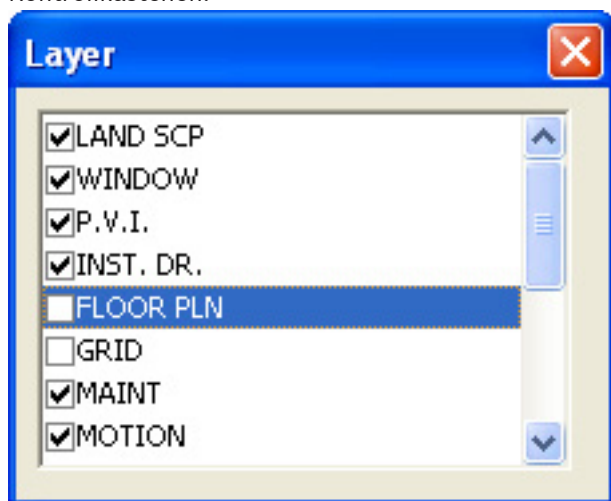 Layer
LAND SCP
WINDOW
P.V.I.
INST. DR.
FLOOR PLN
GRID
MAINT
MOTION